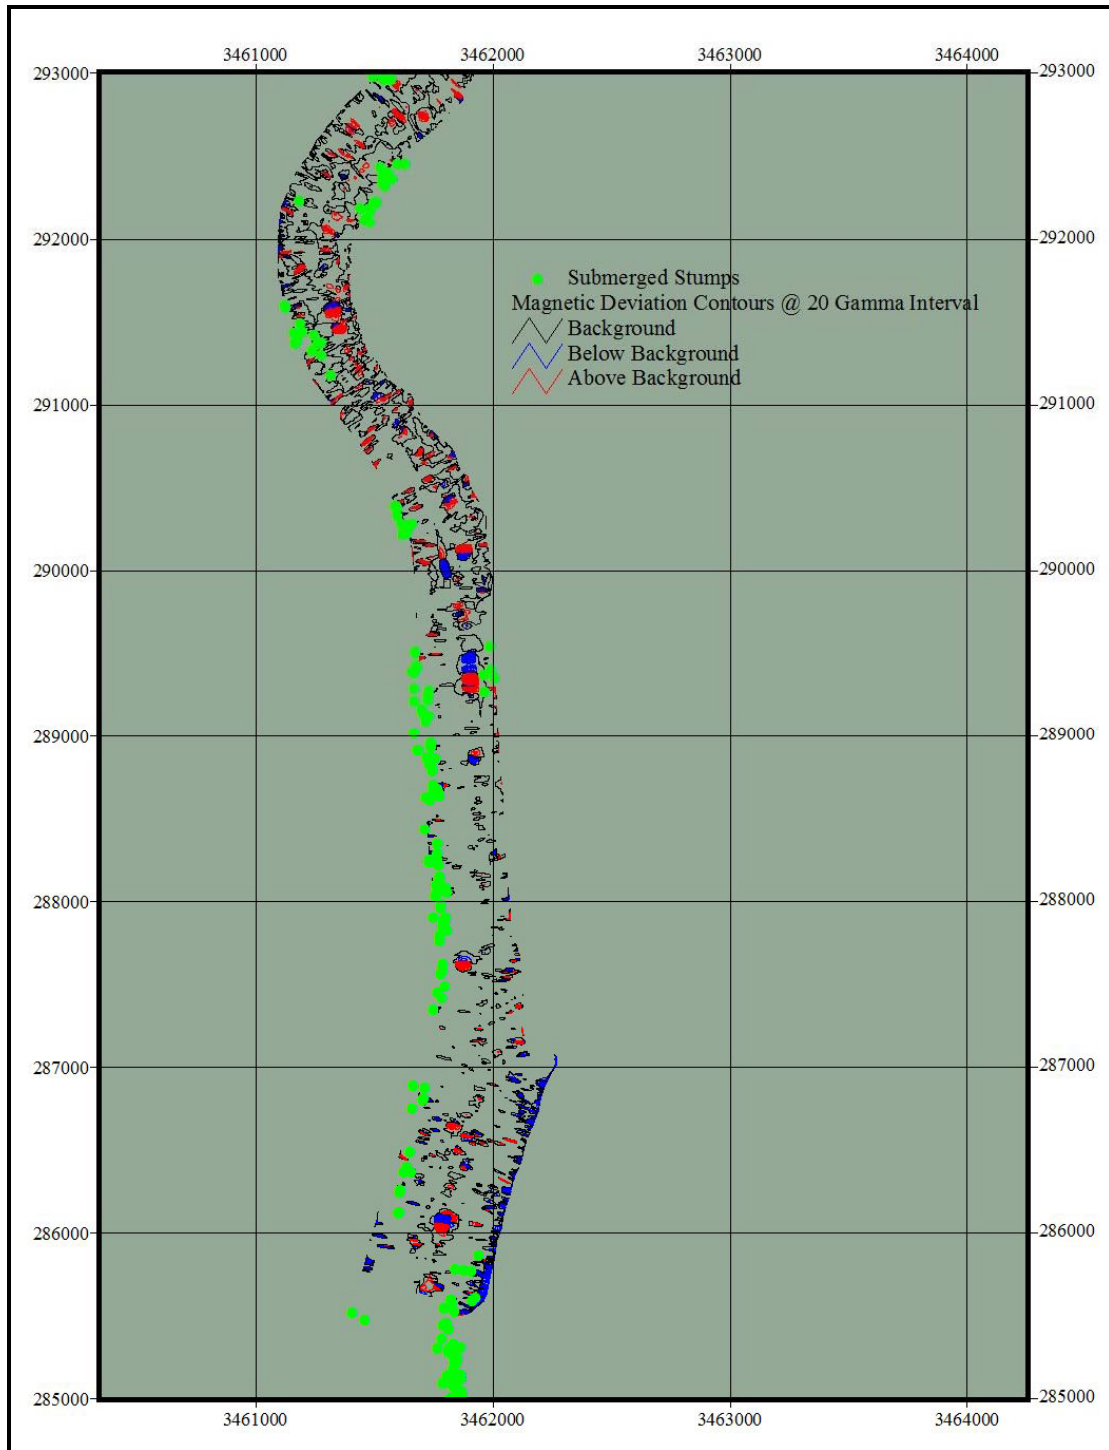 3461000 3462000 3463000 3464000
293000 293000
292000 292000
Submerged Stumps
Magnetic Deviation Contours @ 20 Gamma Interval
Background
Below Background
Above Background
291000 291000
290000 290000
289000 289000
288000 288000
287000 287000
286000 286000
285000 285000
3461000 3462000 3463000 3464000